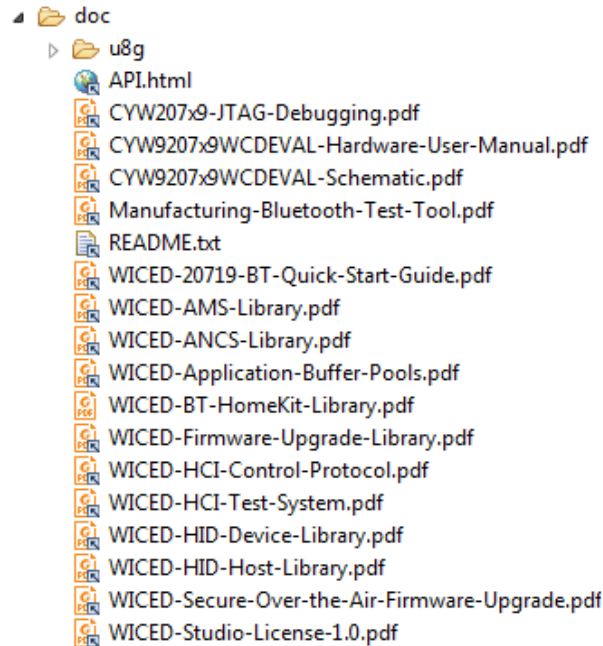 doc
u8g
API.html
CYW207x9-JTAG-Debugging.pdf
CYW9207x9WCDEVAL-Hardware-User-Manual.pdf
CYW9207x9WCDEVAL-Schematic.pdf
Manufacturing-Bluetooth-Test-Tool.pdf
README.txt
WICED-20719-BT-Quick-Start-Guide.pdf
WICED-AMS-Library.pdf
WICED-ANCS-Library.pdf
WICED-Application-Buffer-Pools.pdf
WICED-BT-HomeKit-Library.pdf
WICED-Firmware-Upgrade-Library.pdf
WICED-HCI-Control-Protocol.pdf
WICED-HCI-Test-System.pdf
WICED-HID-Device-Library.pdf
WICED-HID-Host-Library.pdf
WICED-Secure-Over-the-Air-Firmware-Upgrade.pdf
WICED-Studio-License-1.0.pdf